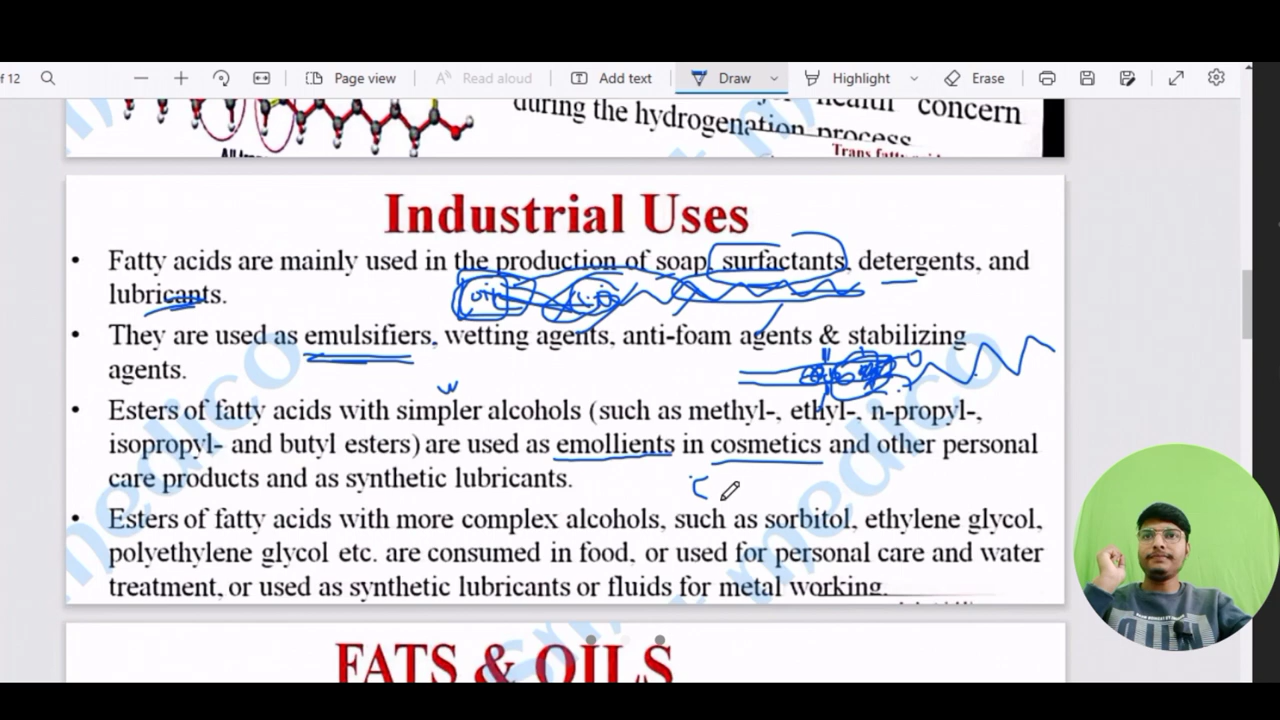 of 12
Page view
Read aloud
Add text
Draw
Highlight
Erase
health concern
during the hydrogenation process
Trans fatty
Industrial Uses
• Fatty acids are mainly used in the production of soap, surfactants, detergents, and
lubricants.
oil
• They are used as emulsifiers, wetting agents, anti-foam agents & stabilizing
agents.
• Esters of fatty acids with simpler alcohols (such as methyl-, ethyl-, n-propyl-,
isopropyl- and butyl esters) are used as emollients in cosmetics and other personal
care products and as synthetic lubricants.
• Esters of fatty acids with more complex alcohols, such as sorbitol, ethylene glycol,
polyethylene glycol etc. are consumed in food, or used for personal care and water
treatment, or used as synthetic lubricants or fluids for metal working.
medico
FATS & OILS